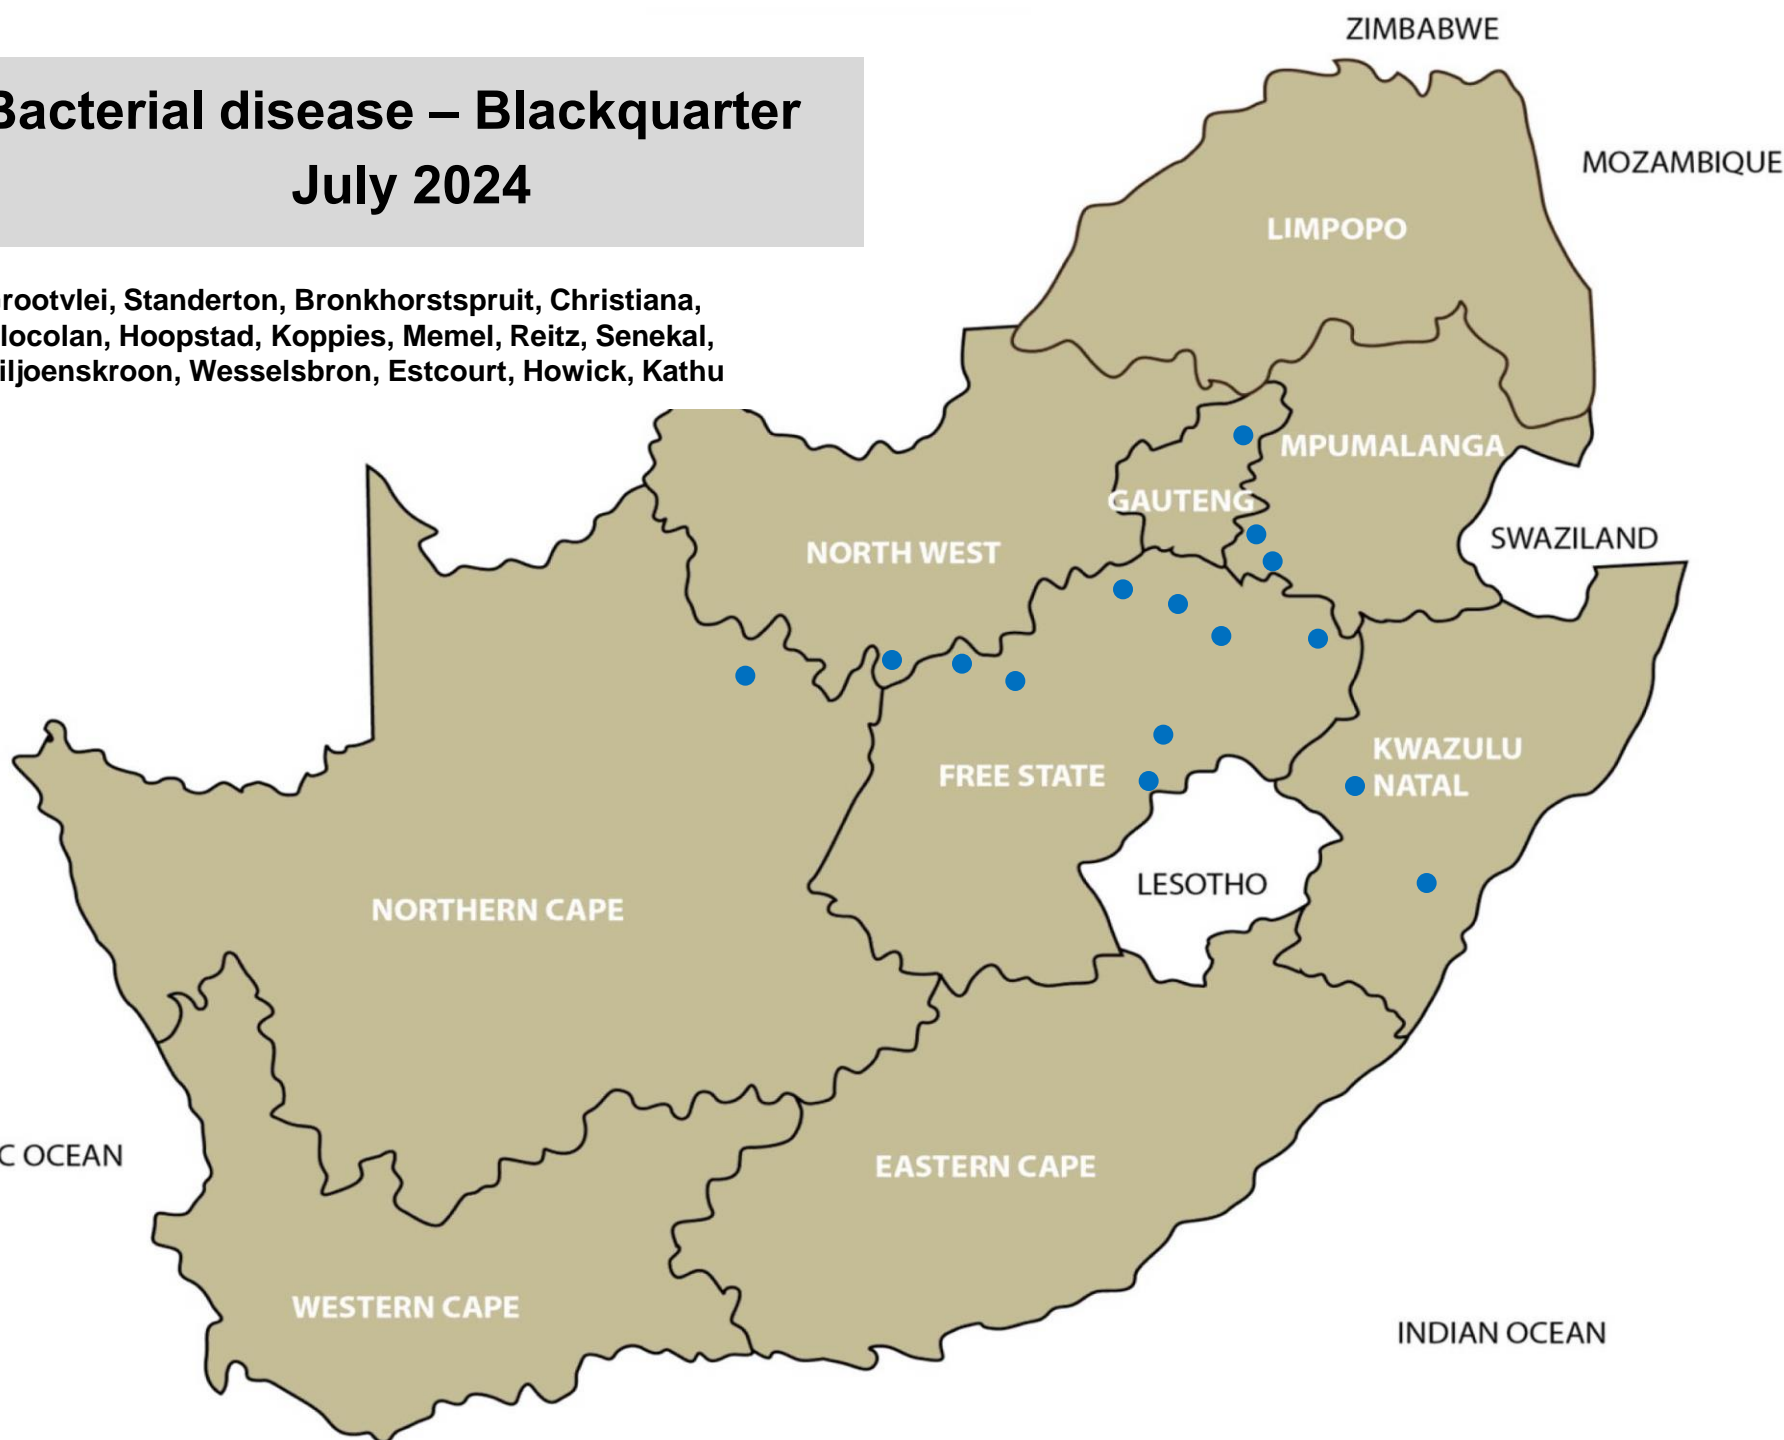 ZIMBABWE
Bacterial disease – Blackquarter
July 2024
MOZAMBIQUE
LIMPOPO
rootvlei, Standerton, Bronkhorstspruit, Christiana,
locolan, Hoopstad, Koppies, Memel, Reitz, Senekal,
iljoenskroon, Wesselsbron, Estcourt, Howick, Kathu
MPUMALANGA
GAUTENG
SWAZILAND
NORTH WEST
KWAZULU
NATAL
FREE STATE
LESOTHO
NORTHERN CAPE
C OCEAN
EASTERN CAPE
WESTERN CAPE
INDIAN OCEAN